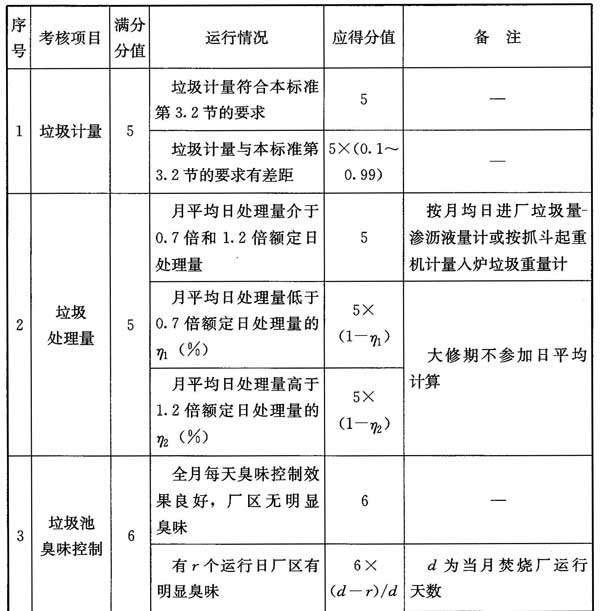 序号 考核项目 满分分值 运行情况 应得分值 备 注
1 垃圾计量 5
垃圾计量符合本标准
第3.2节的要求
5
—
垃圾计量与本标准第
3.2节的要求有差距
5×(0.1~
0.99)
—
2 垃圾
处理量
5
月平均日处理量介于
0.7倍和1.2倍额定日
处理量
5
按月均日进厂垃圾量-
渗沥液量计或按抓斗起重
机计量入炉垃圾重量计
月平均日处理量低于
0.7倍额定日处理量的
η₁(%)
5×
(1-η₁)
大修期不参加日平均
计算
月平均日处理量高于
1.2倍额定日处理量的
η₂(%)
5×
(1-η₂)
3 垃圾池
臭味控制
6
全月每天臭味控制效
果良好,厂区无明显
臭味
6
—
有r个运行日厂区有
明显臭味
6×
(d-r)/d
d为当月焚烧厂运行
天数